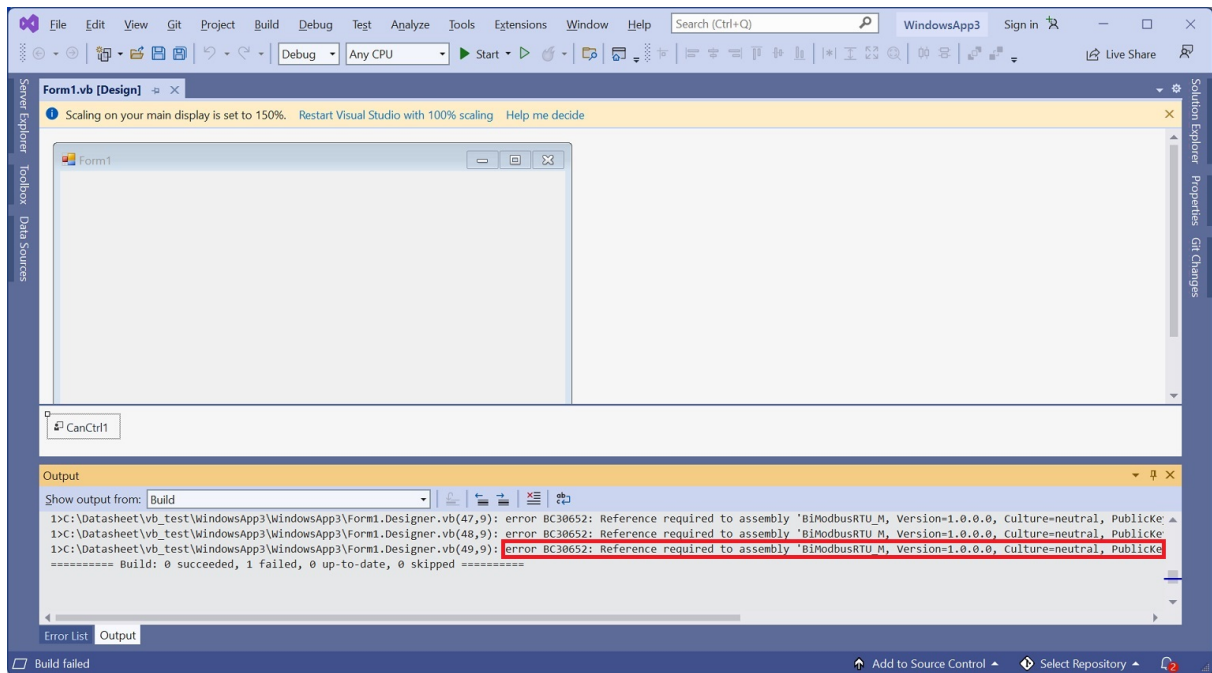 File Edit View Git Project Build Debug Test Analyze Tools Extensions Window Help Search (Ctrl+Q) WindowsApp3 Sign in
Debug Any CPU Start Live Share
Form1.vb [Design]
Scaling on your main display is set to 150%. Restart Visual Studio with 100% scaling Help me decide
Server Explorer
Toolbox
Data Sources
Form1
Solution Explorer
Properties
Git Changes
CanCtrl1
Output
Show output from: Build
1>C:\Datasheet\vb_test\WindowsApp3\WindowsApp3\Form1.Designer.vb(47,9): error BC30652: Reference required to assembly 'BiModbusRTU_M, Version=1.0.0.0, Culture=neutral, PublicKe
1>C:\Datasheet\vb_test\WindowsApp3\WindowsApp3\Form1.Designer.vb(48,9): error BC30652: Reference required to assembly 'BiModbusRTU_M, Version=1.0.0.0, Culture=neutral, PublicKe
1>C:\Datasheet\vb_test\WindowsApp3\WindowsApp3\Form1.Designer.vb(49,9): error BC30652: Reference required to assembly 'BiModbusRTU_M, Version=1.0.0.0, Culture=neutral, PublicKe
========== Build: 0 succeeded, 1 failed, 0 up-to-date, 0 skipped ==========
Error List Output
Build failed Add to Source Control Select Repository 2